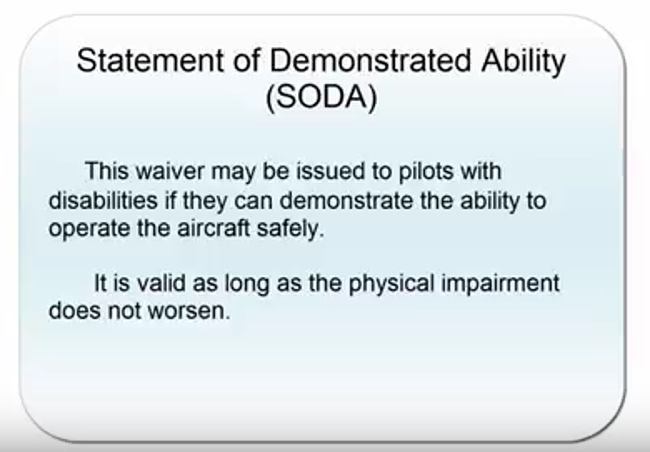 Statement of Demonstrated Ability
(SODA)
This waiver may be issued to pilots with
disabilities if they can demonstrate the ability to
operate the aircraft safely.
It is valid as long as the physical impairment
does not worsen.